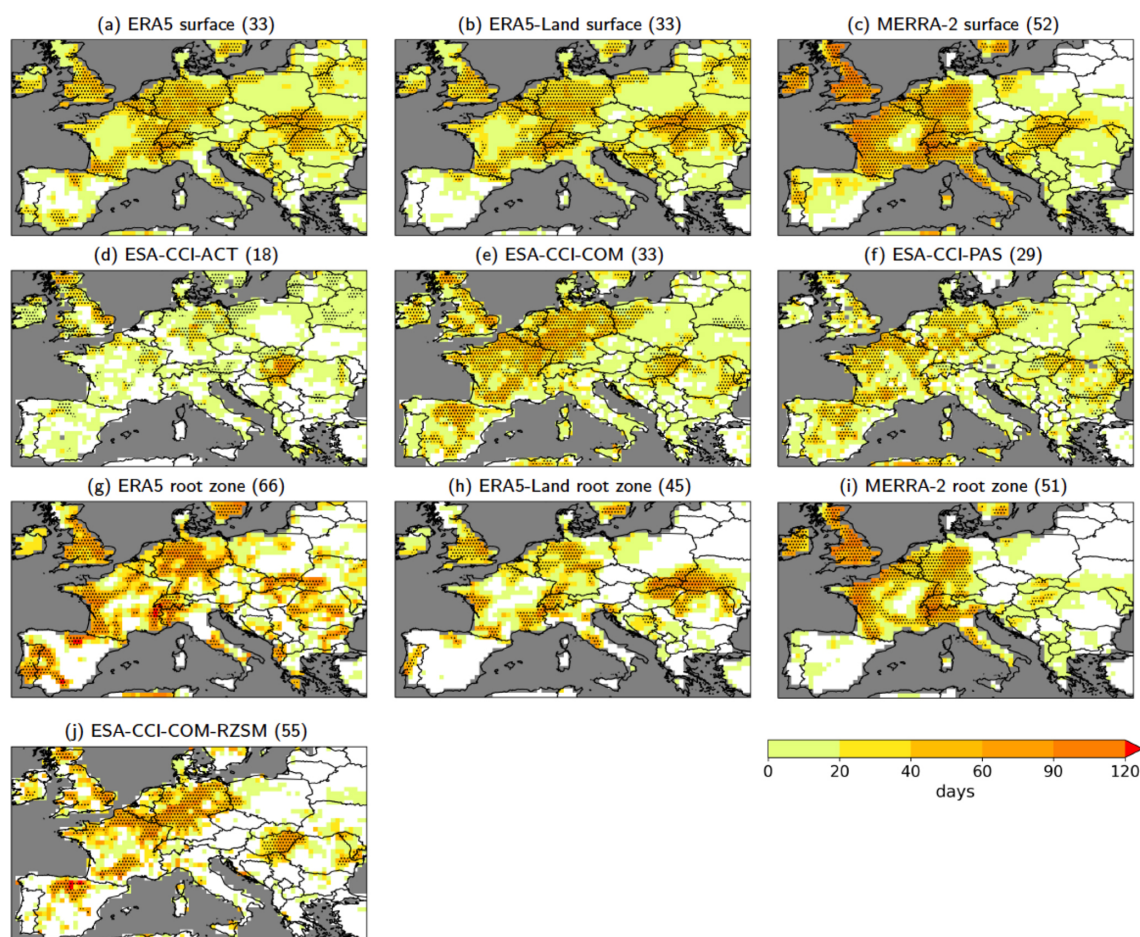 (a) ERA5 surface (33)
(b) ERA5-Land surface (33)
(c) MERRA-2 surface (52)
(d) ESA-CCI-ACT (18)
(e) ESA-CCI-COM (33)
(f) ESA-CCI-PAS (29)
(g) ERA5 root zone (66)
(h) ERA5-Land root zone (45)
(i) MERRA-2 root zone (51)
(j) ESA-CCI-COM-RZSM (55)
0 20 40 60 90 120
days